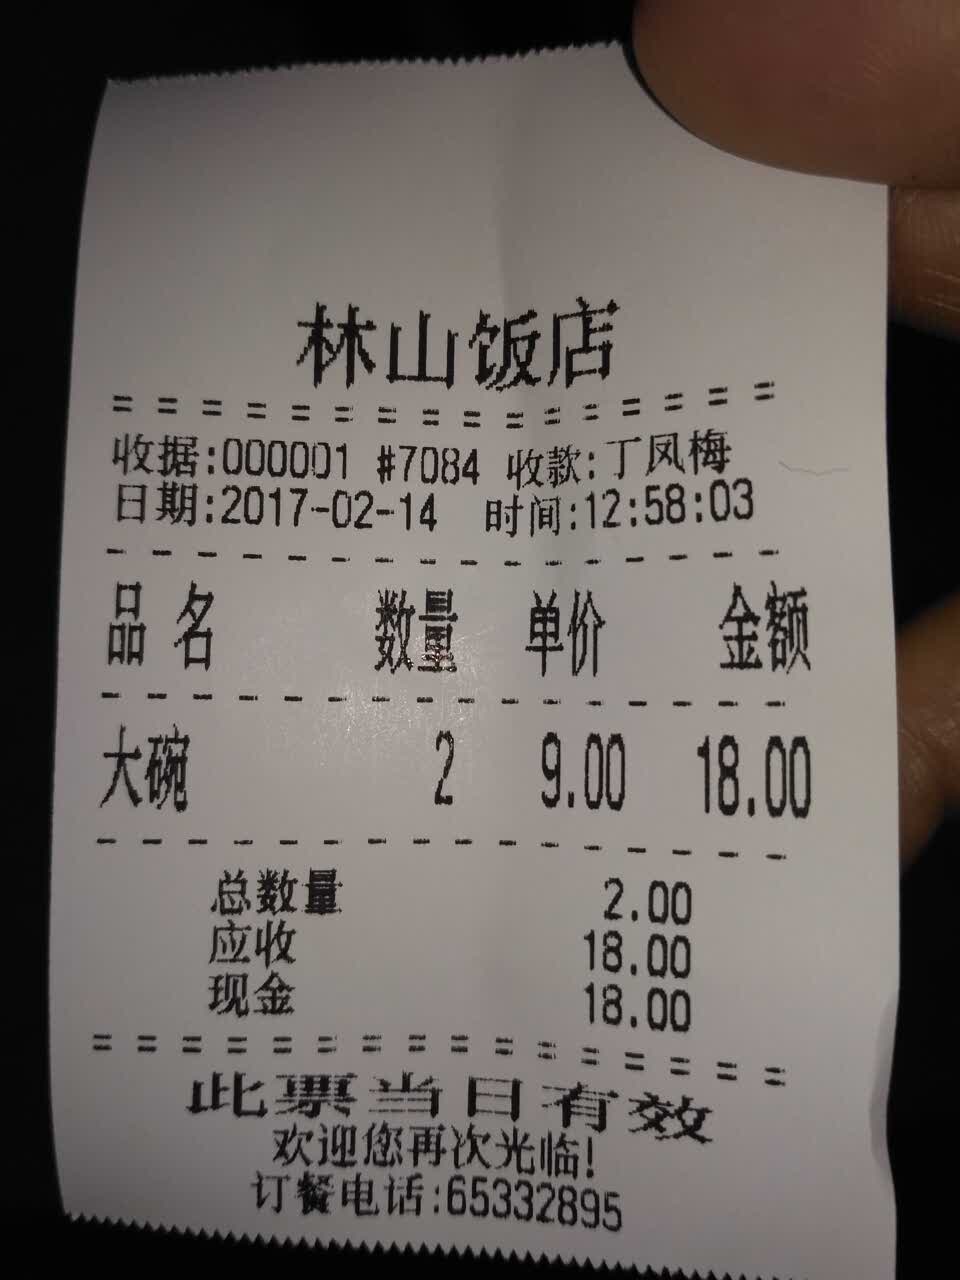 林山饭店
==================
收据:000001 #7084 收款:丁凤梅
日期:2017-02-14 时间:12:58:03
----------------
品 名 数量 单价 金额
----------------
大碗 2 9.00 18.00
----------------
总数量 2.00
应收 18.00
现金 18.00
==================
此票当日有效
欢迎您再次光临!
订餐电话:65332895